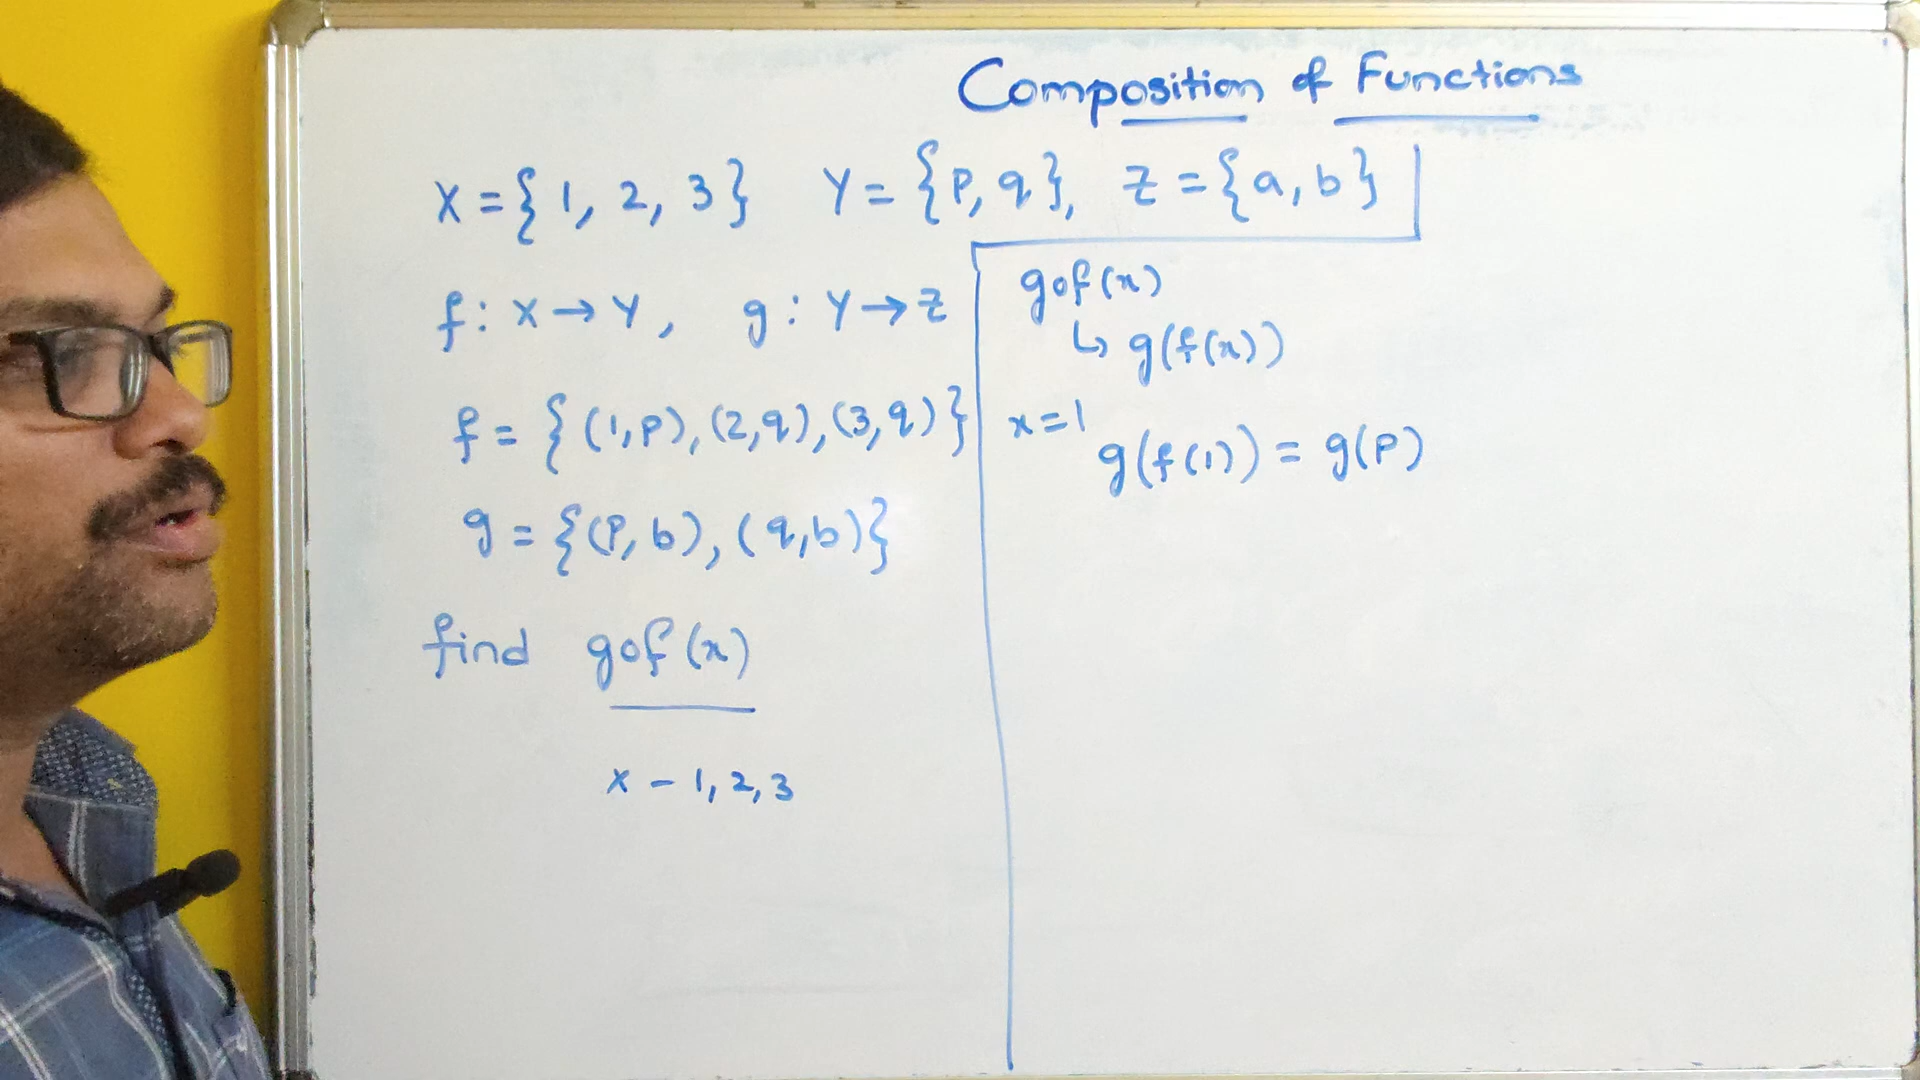 Composition of Functions
X = {1, 2, 3} Y = {p, q}, Z = {a, b}
f : X → Y, g : Y → Z
f = {(1, p), (2, q), (3, q)}
g = {(p, b), (q, b)}
find gof(x)
x - 1, 2, 3
gof(x)
↳ g(f(x))
x = 1
g(f(1)) = g(p)